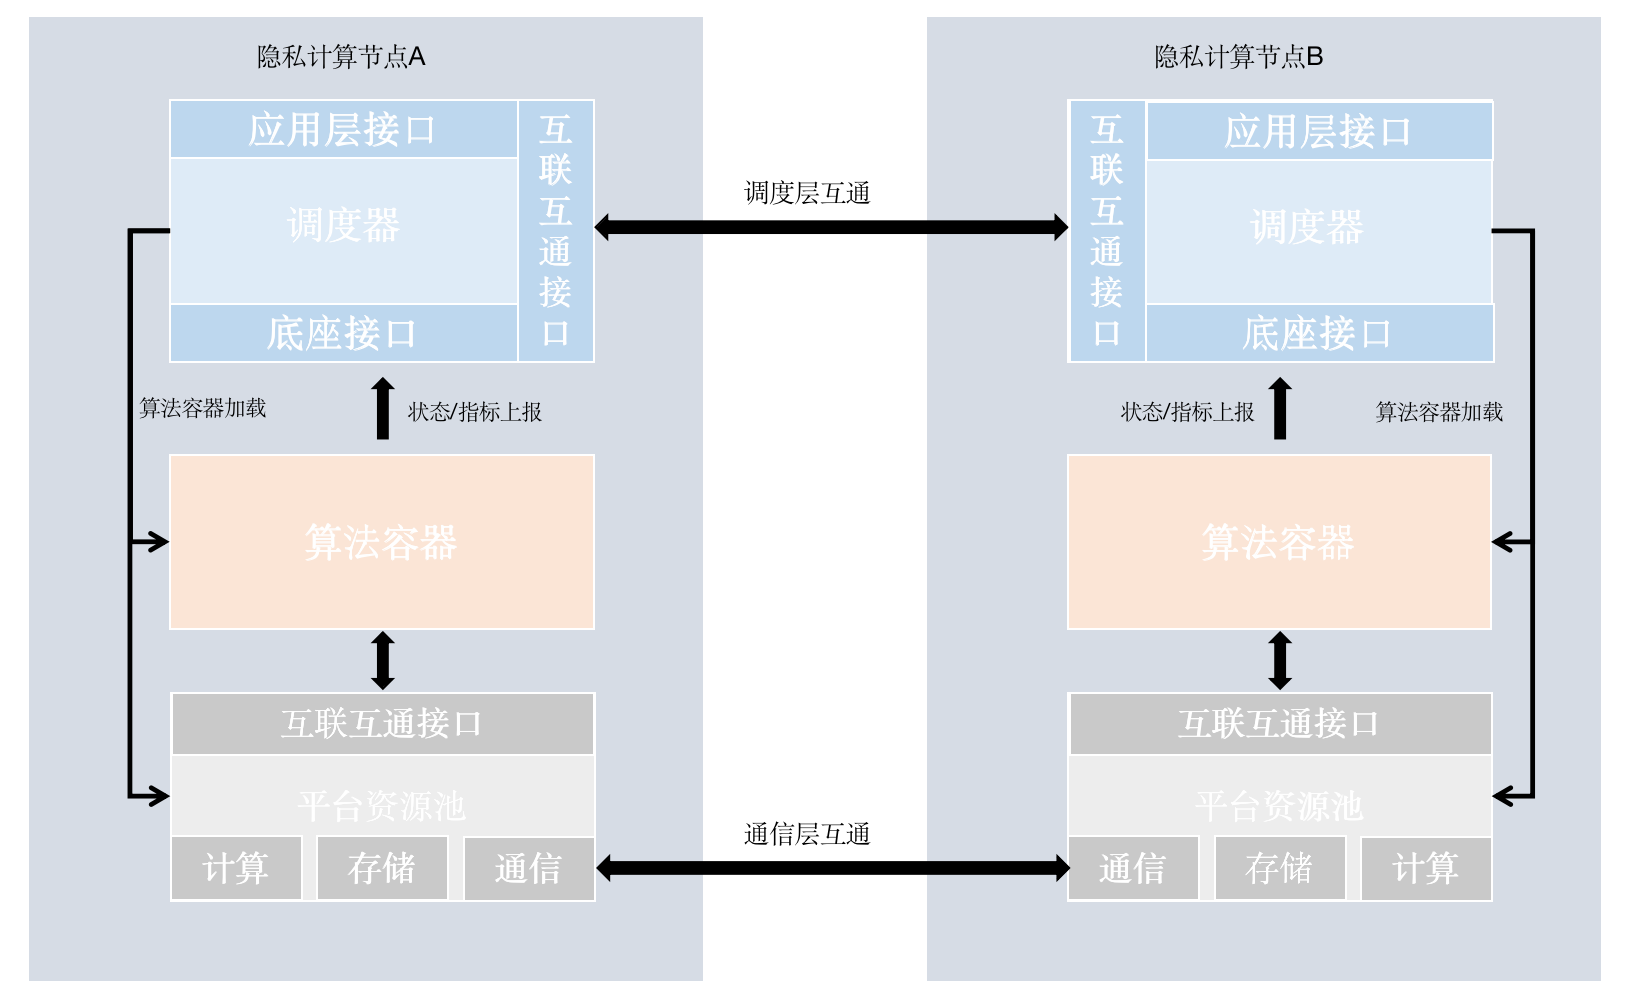 隐私计算节点A
应用层接口
互联互通接口
调度器
底座接口
算法容器加载
状态/指标上报
算法容器
互联互通接口
平台资源池
计算
存储
通信
调度层互通
通信层互通
隐私计算节点B
互联互通接口
应用层接口
调度器
底座接口
状态/指标上报
算法容器加载
算法容器
互联互通接口
平台资源池
通信
存储
计算